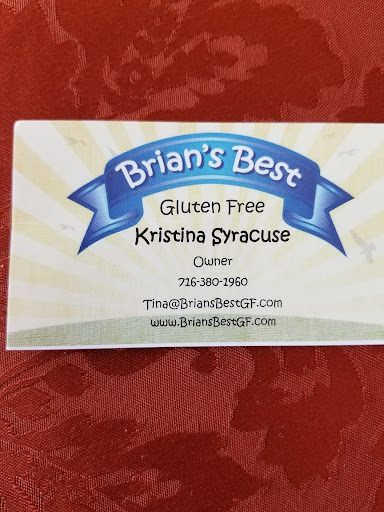 Brian's Best
Gluten Free
Kristina Syracuse
Owner
716-380-1960
Tina@BriansBestGF.com
www.BriansBestGF.com